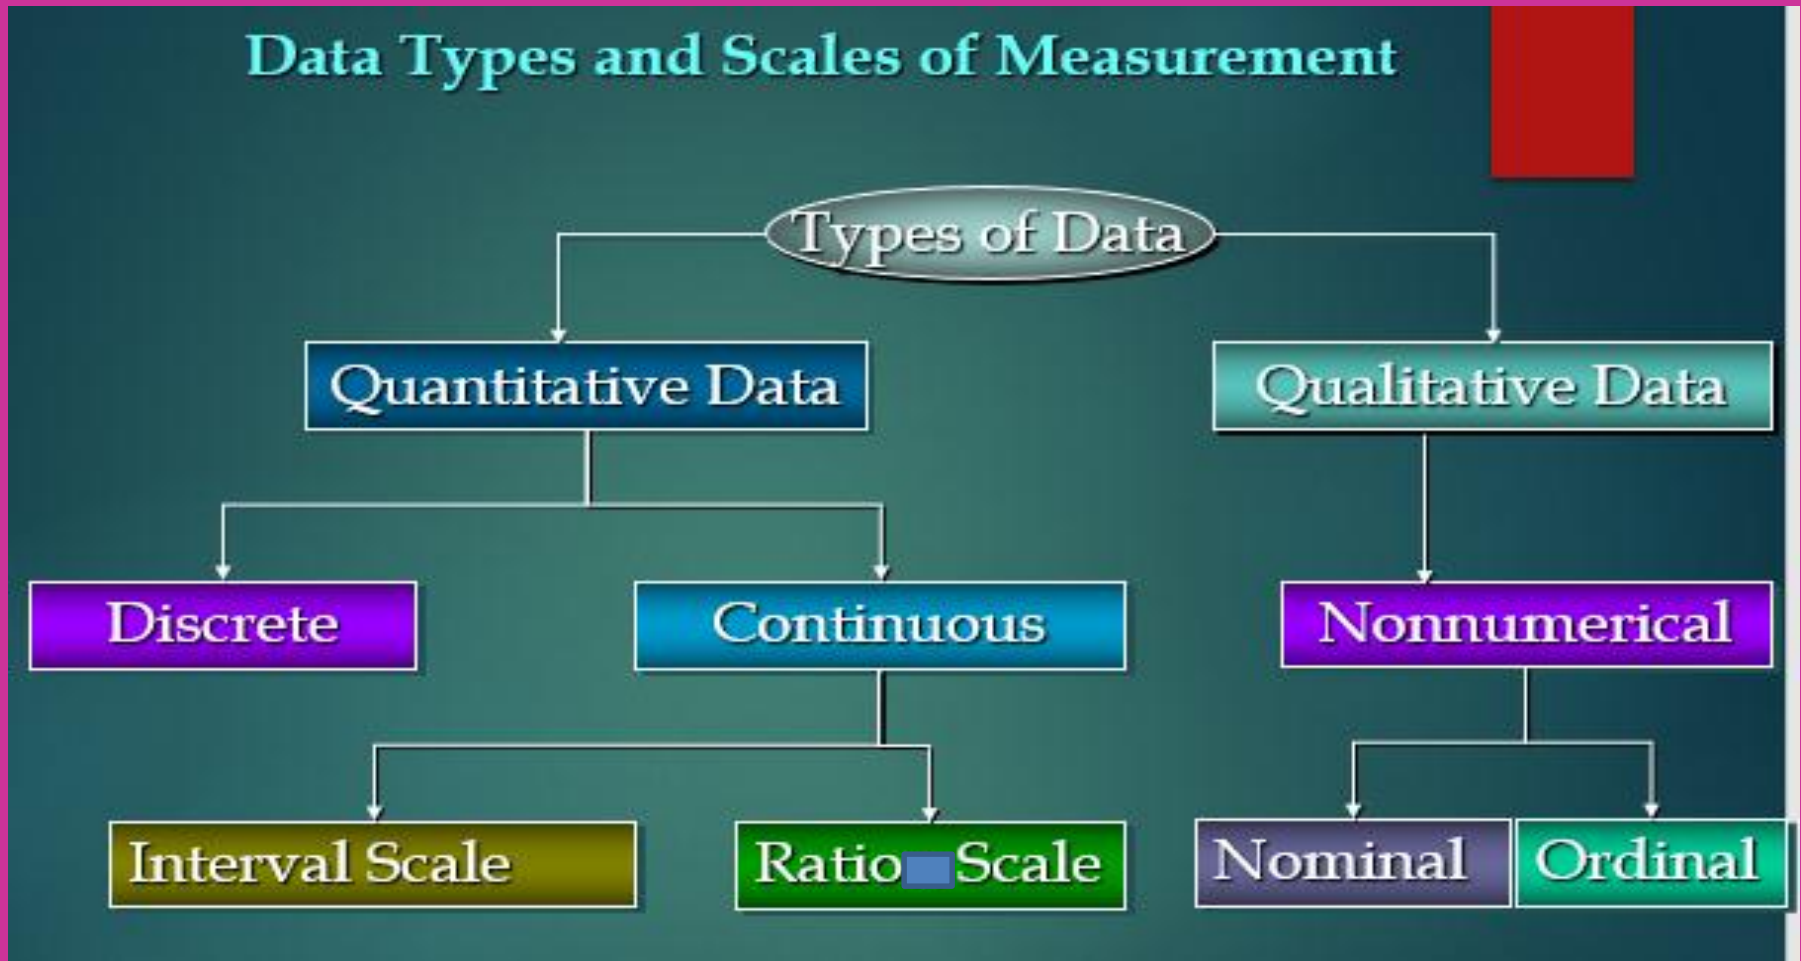 Data Types and Scales of Measurement
Types of Data
Quantitative Data
Qualitative Data
Discrete
Continuous
Nonnumerical
Interval Scale
Ratio Scale
Nominal
Ordinal